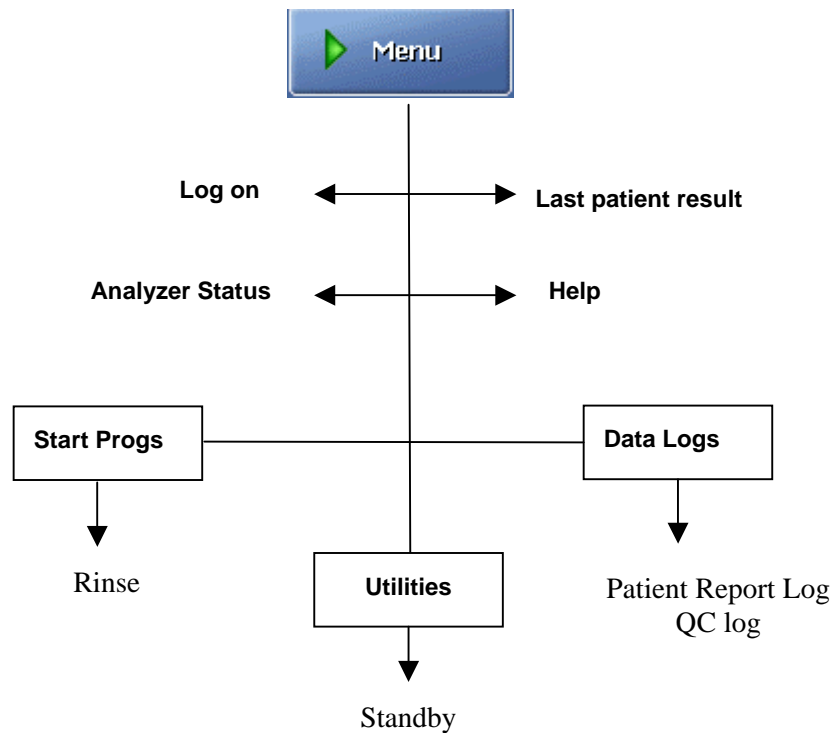 Menu
Log on
Last patient result
Analyzer Status
Help
Start Progs
Data Logs
Rinse
Utilities
Patient Report Log
QC log
Standby